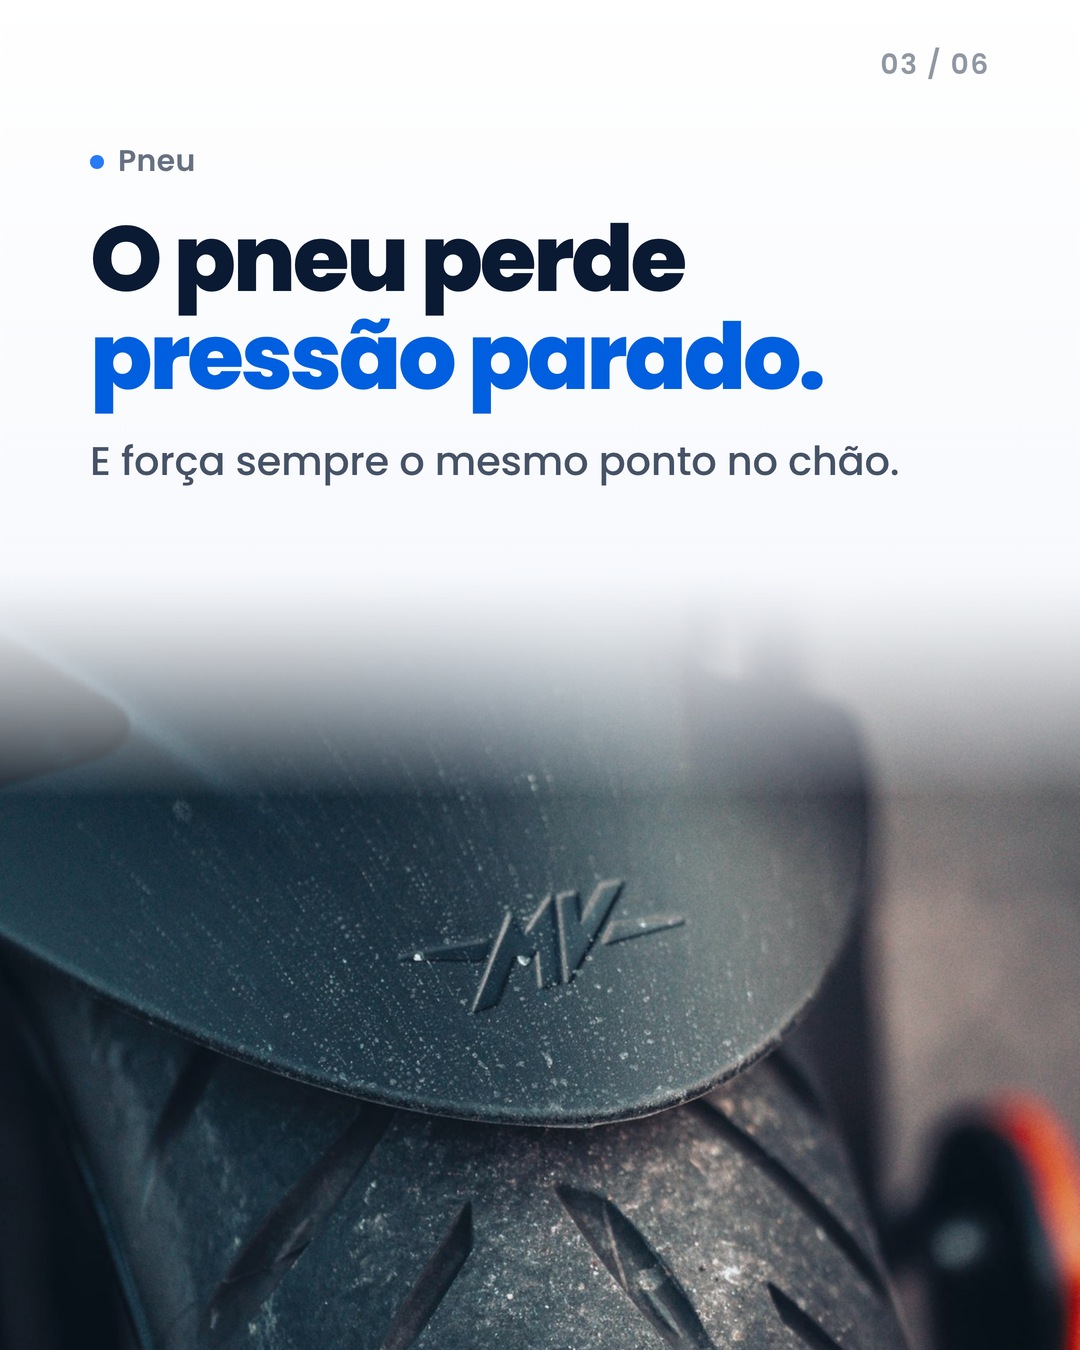 03 / 06
Pneu
O pneu perde
pressão parado.
E força sempre o mesmo ponto no chão.
MV